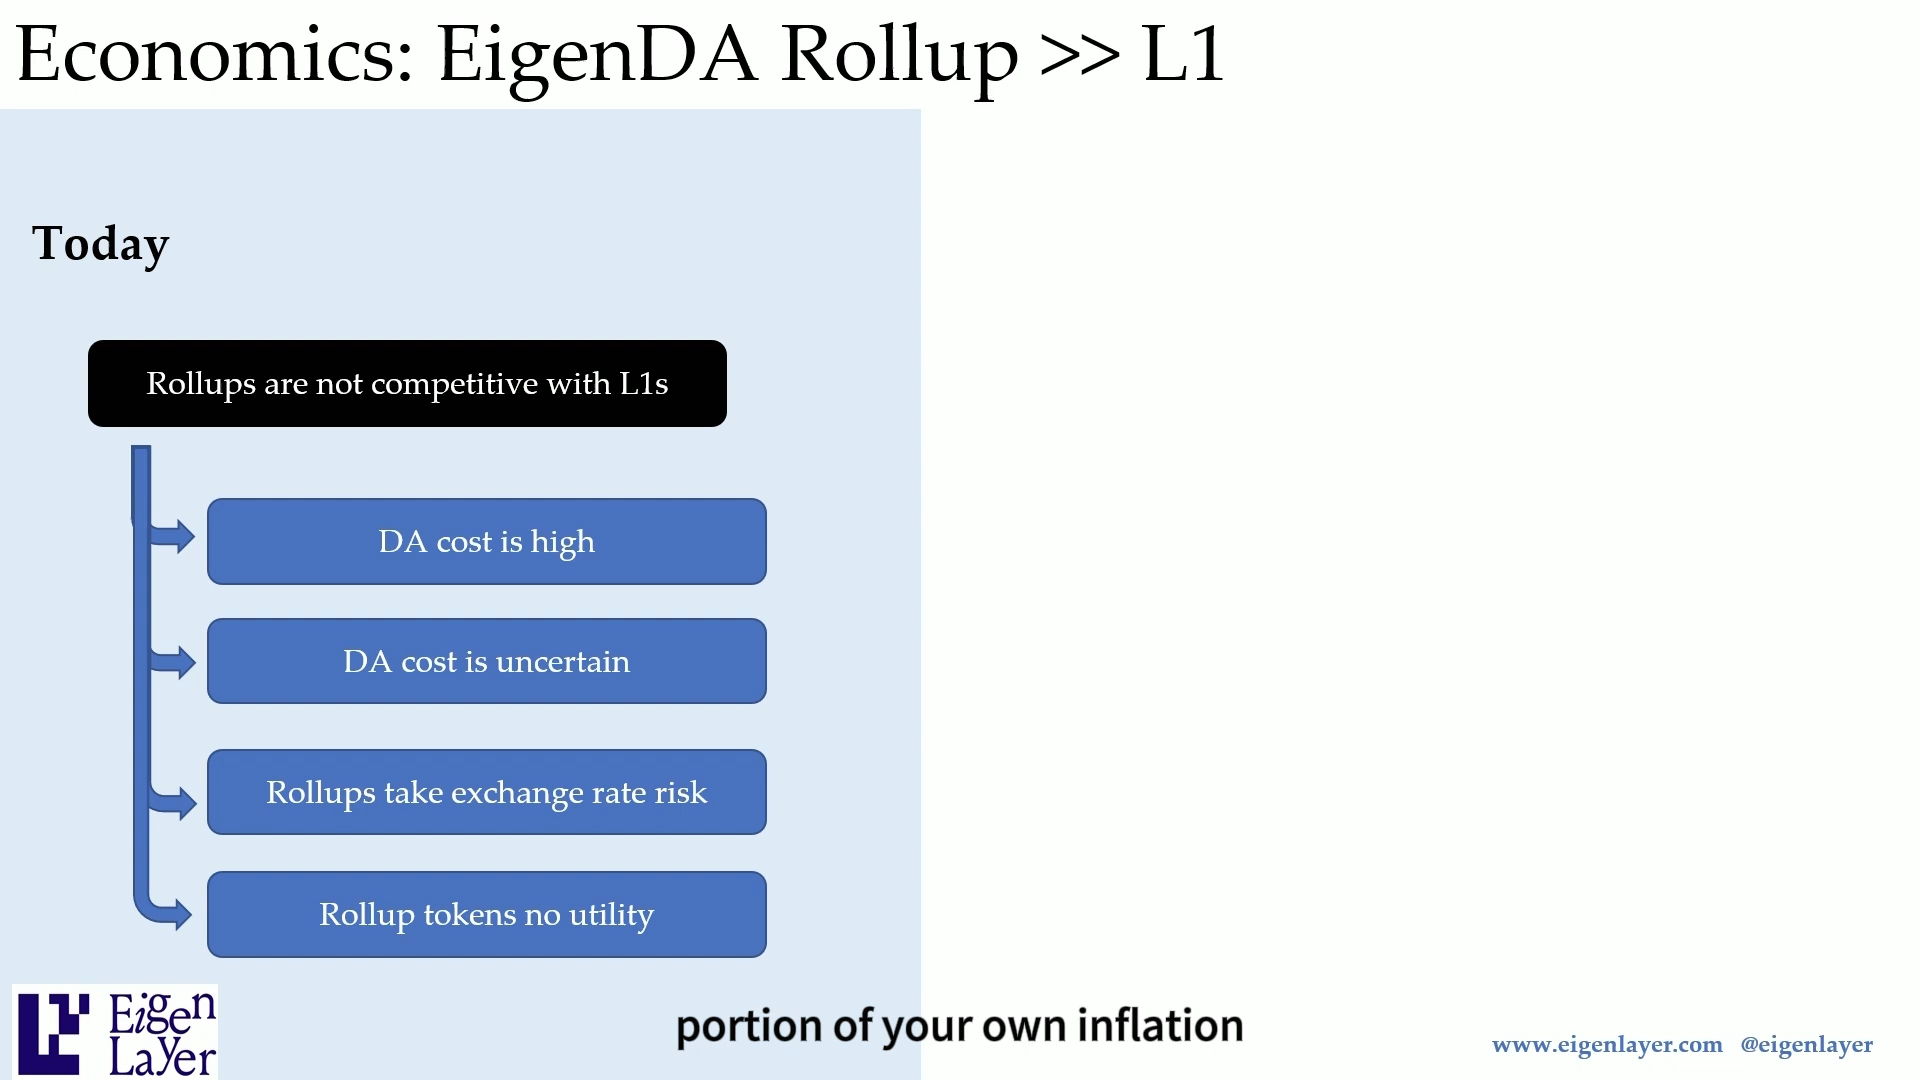 Economics: EigenDA Rollup >> L1
Today
Rollups are not competitive with L1s
DA cost is high
DA cost is uncertain
Rollups take exchange rate risk
Rollup tokens no utility
Eigen
Layer
portion of your own inflation
www.eigenlayer.com @eigenlayer